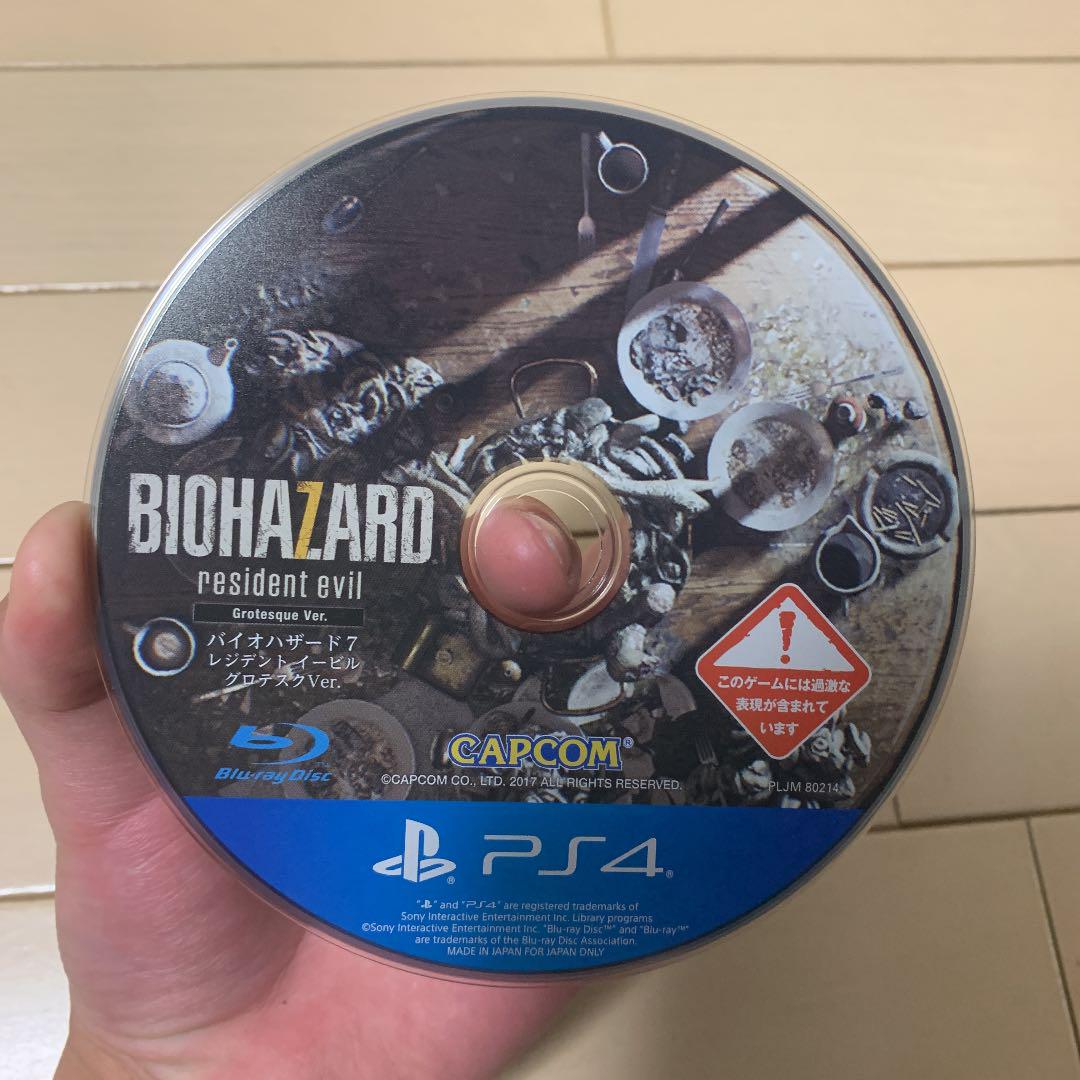 BIOHAZARD
resident evil
Grotesque Ver.
バイオハザード7
レジデント イービル
グロテスクVer.
Blu-ray Disc
CAPCOM®
©CAPCOM CO., LTD. 2017 ALL RIGHTS RESERVED.
このゲームには過激な
表現が含まれて
います
PLJM 80214
PS4®
"PS" and "PS4" are registered trademarks of
Sony Interactive Entertainment Inc. Library programs
©Sony Interactive Entertainment Inc. "Blu-ray Disc™" and "Blu-ray™"
are trademarks of the Blu-ray Disc Association.
MADE IN JAPAN FOR JAPAN ONLY